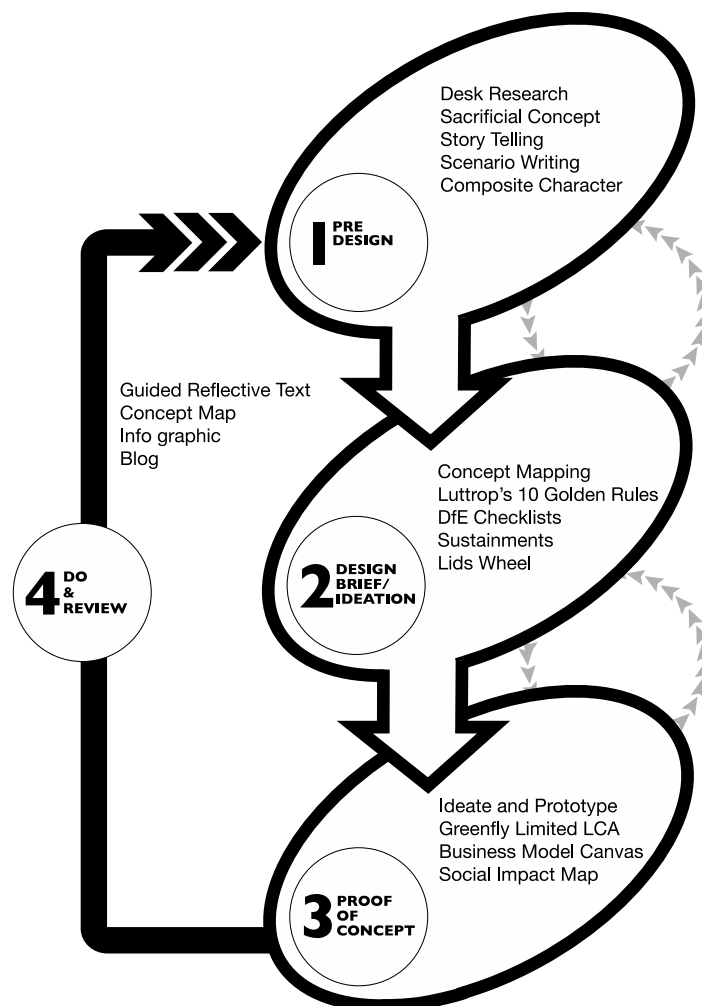 Desk Research
Sacrificial Concept
Story Telling
Scenario Writing
Composite Character
1 PRE
DESIGN
Guided Reflective Text
Concept Map
Info graphic
Blog
Concept Mapping
Luttrop's 10 Golden Rules
DfE Checklists
Sustainments
Lids Wheel
2 DESIGN
BRIEF/
IDEATION
4 DO
&
REVIEW
Ideate and Prototype
Greenfly Limited LCA
Business Model Canvas
Social Impact Map
3 PROOF
OF
CONCEPT